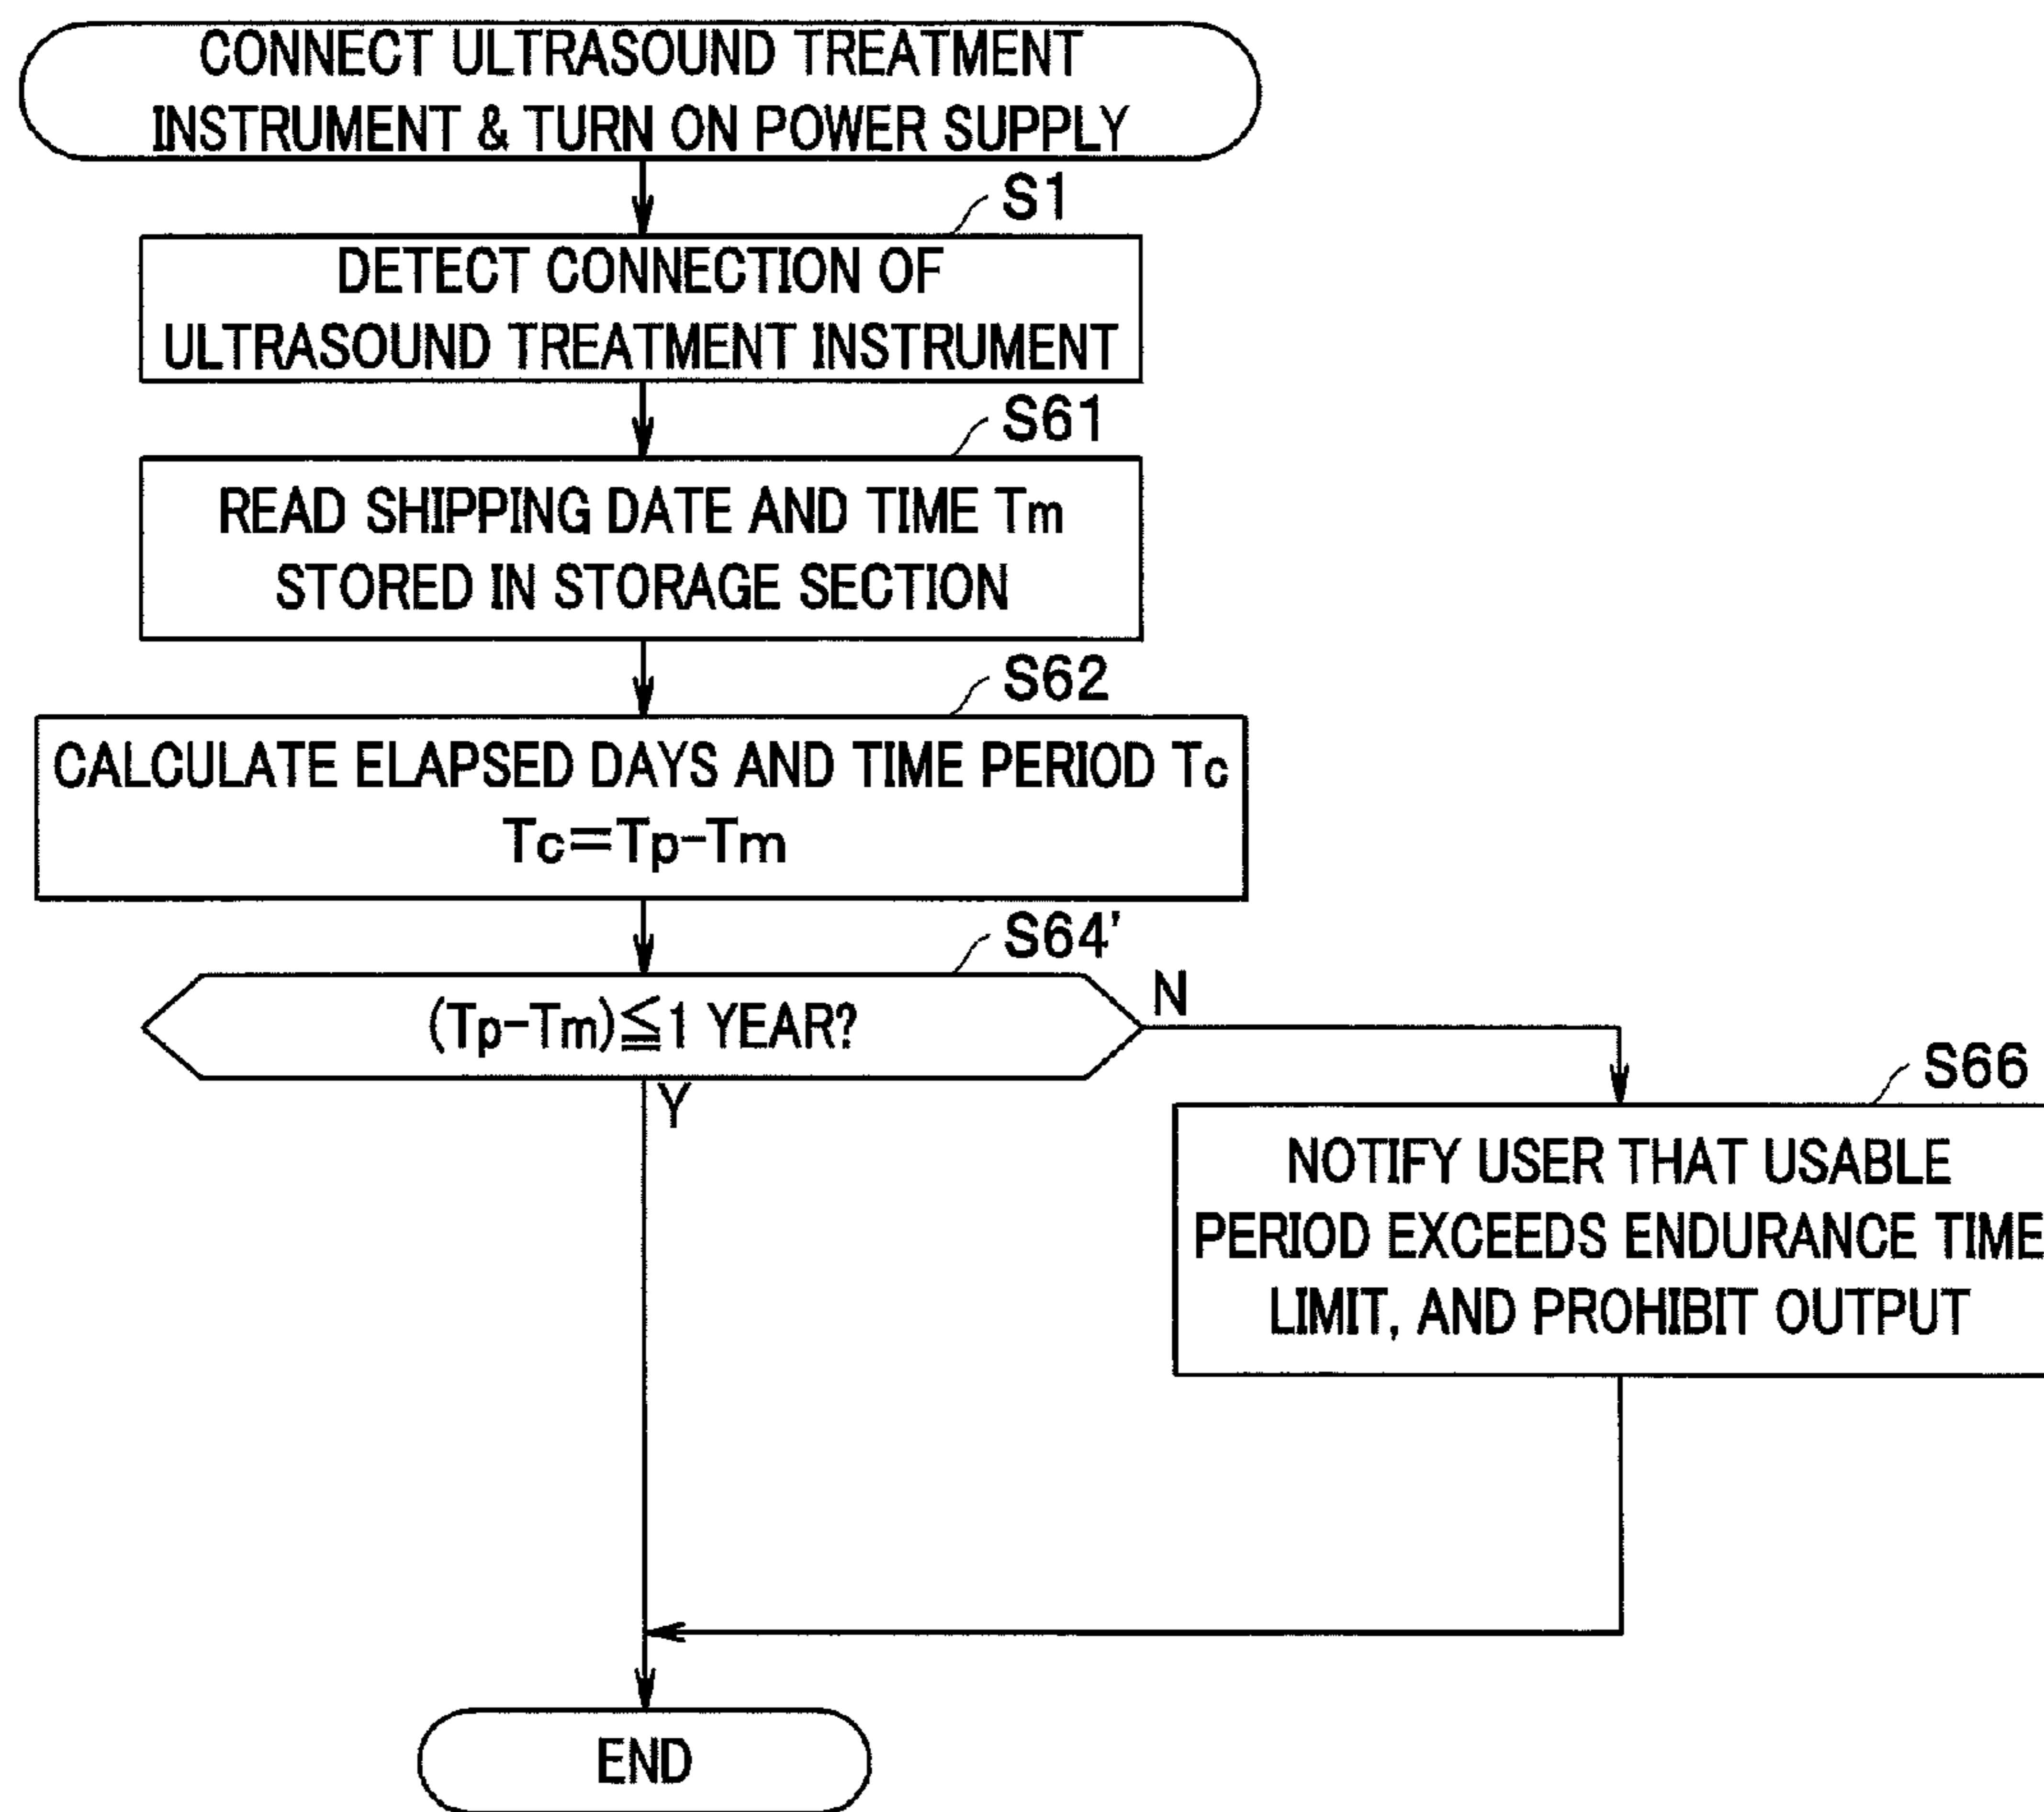 CONNECT ULTRASOUND TREATMENT
INSTRUMENT & TURN ON POWER SUPPLY
S1
DETECT CONNECTION OF
ULTRASOUND TREATMENT INSTRUMENT
S61
READ SHIPPING DATE AND TIME Tm
STORED IN STORAGE SECTION
S62
CALCULATE ELAPSED DAYS AND TIME PERIOD Tc
Tc=Tp-Tm
S64'
(Tp-Tm)≦1 YEAR?
N
Y
S66
NOTIFY USER THAT USABLE
PERIOD EXCEEDS ENDURANCE TIME
LIMIT, AND PROHIBIT OUTPUT
END